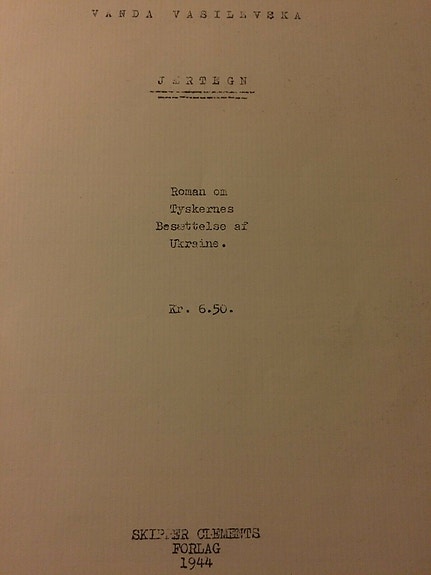 VANDA VASILEVSKA
JÆRTEGN
Roman om
Tyskernes
Besættelse af
Ukraine.
Kr. 6.50.
SKIPPER CLEMENTS
FORLAG
1944